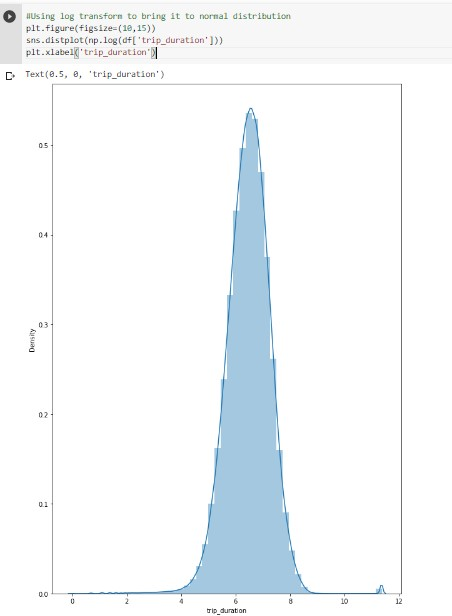 #Using log transform to bring it to normal distribution
plt.figure(figsize=(10,15))
sns.distplot(np.log(df['trip_duration']))
plt.xlabel('trip_duration')
Text(0.5, 0, 'trip_duration')
0.5
0.4
0.3
Density
0.2
0.1
0.0
0 2 4 6 8 10 12
trip_duration